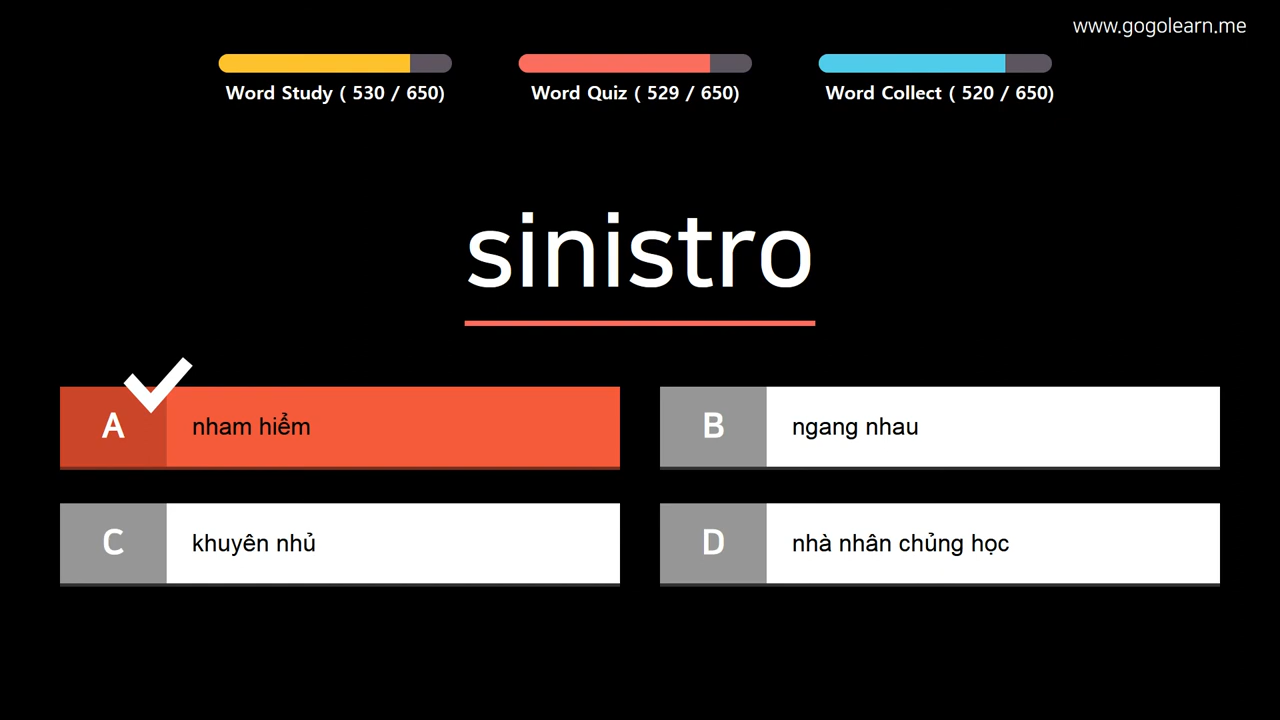 www.gogolearn.me
Word Study ( 530 / 650)
Word Quiz ( 529 / 650)
Word Collect ( 520 / 650)
sinistro
A nham hiểm
B ngang nhau
C khuyên nhủ
D nhà nhân chủng học